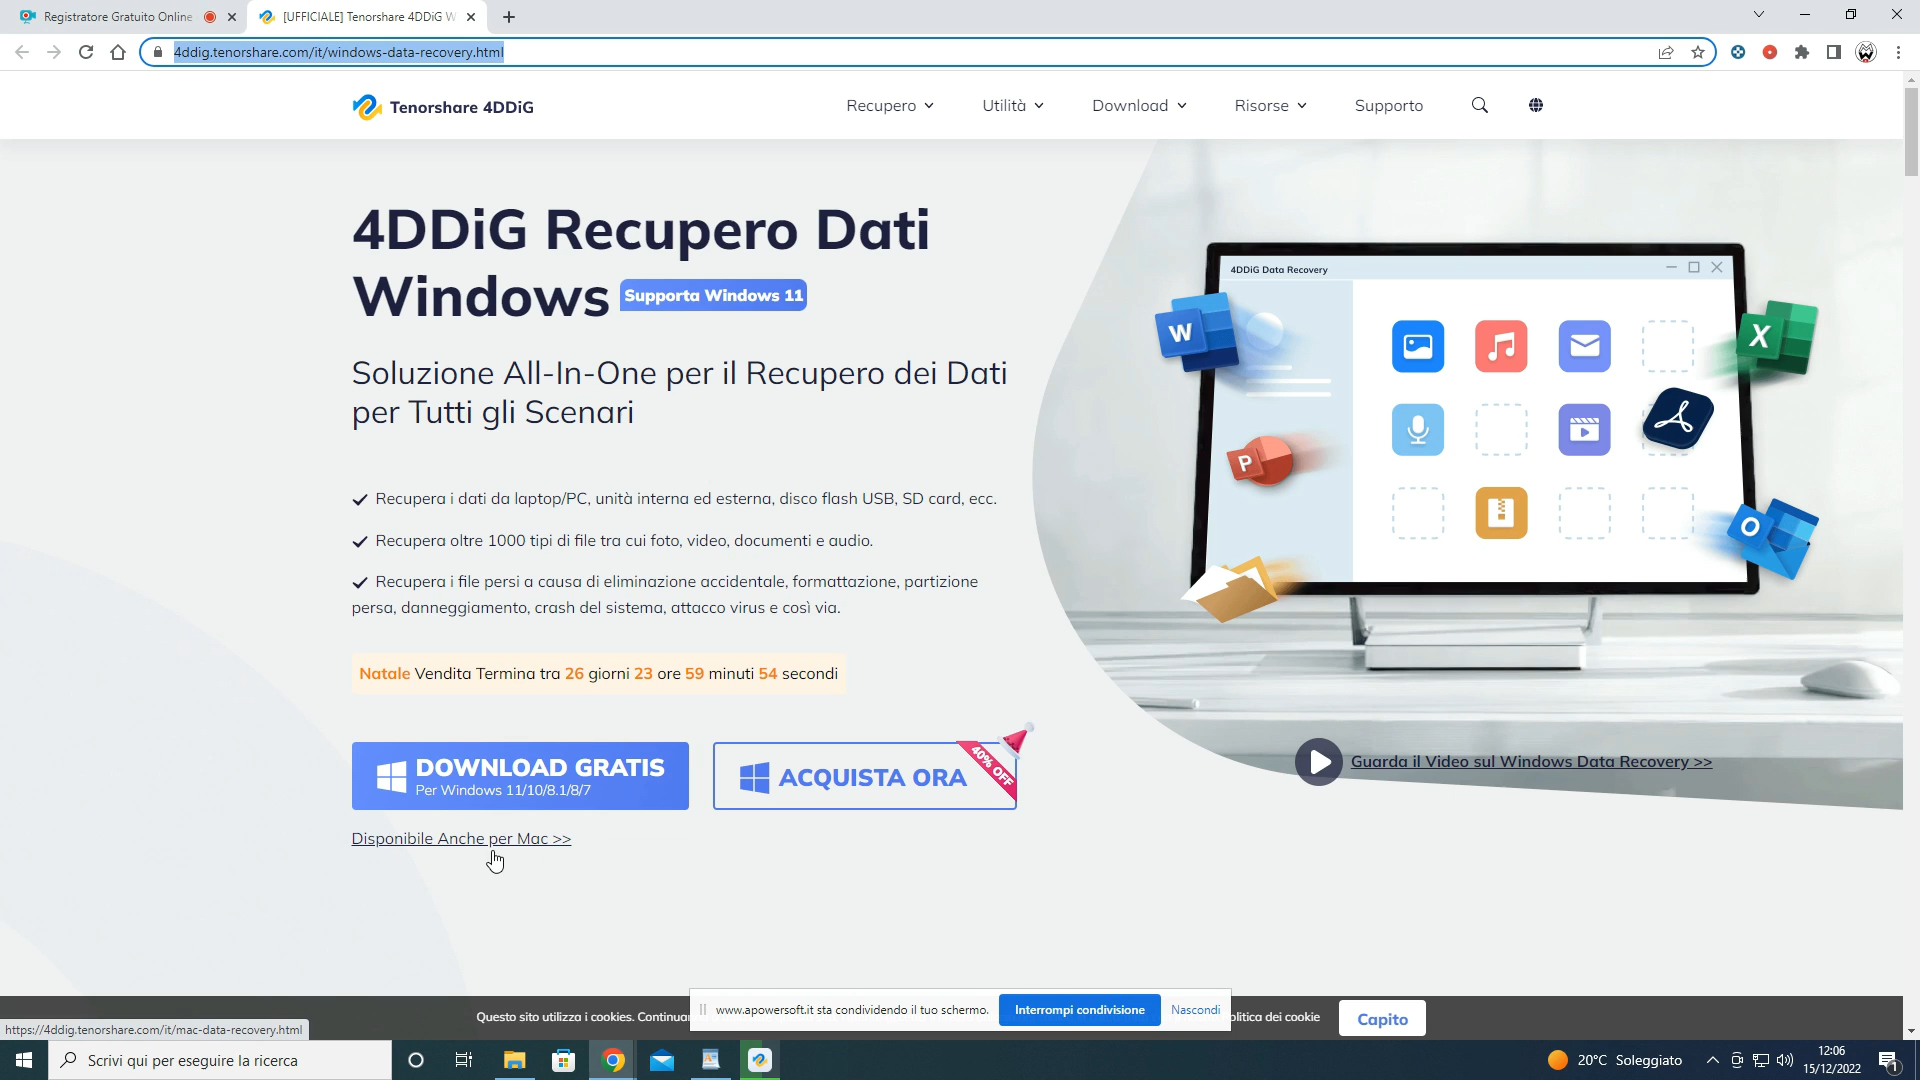 Registratore Gratuito Online
[UFFICIALE] Tenorshare 4DDiG W
4ddig.tenorshare.com/it/windows-data-recovery.html
Tenorshare 4DDiG
Recupero
Utilità
Download
Risorse
Supporto
4DDiG Recupero Dati
Windows
Supporta Windows 11
Soluzione All-In-One per il Recupero dei Dati
per Tutti gli Scenari
Recupera i dati da laptop/PC, unità interna ed esterna, disco flash USB, SD card, ecc.
Recupera oltre 1000 tipi di file tra cui foto, video, documenti e audio.
Recupera i file persi a causa di eliminazione accidentale, formattazione, partizione
persa, danneggiamento, crash del sistema, attacco virus e così via.
Natale Vendita Termina tra 26 giorni 23 ore 59 minuti 54 secondi
DOWNLOAD GRATIS
Per Windows 11/10/8.1/8/7
ACQUISTA ORA
40% OFF
Disponibile Anche per Mac >>
4DDiG Data Recovery
W
X
P
O
Guarda il Video sul Windows Data Recovery >>
Questo sito utilizza i cookies.
www.apowersoft.it sta condividendo il tuo schermo.
Interrompi condivisione
Nascondi
dei cookie
Capito
https://4ddig.tenorshare.com/it/mac-data-recovery.html
Scrivi qui per eseguire la ricerca
20°C Soleggiato
12:06
15/12/2022
1